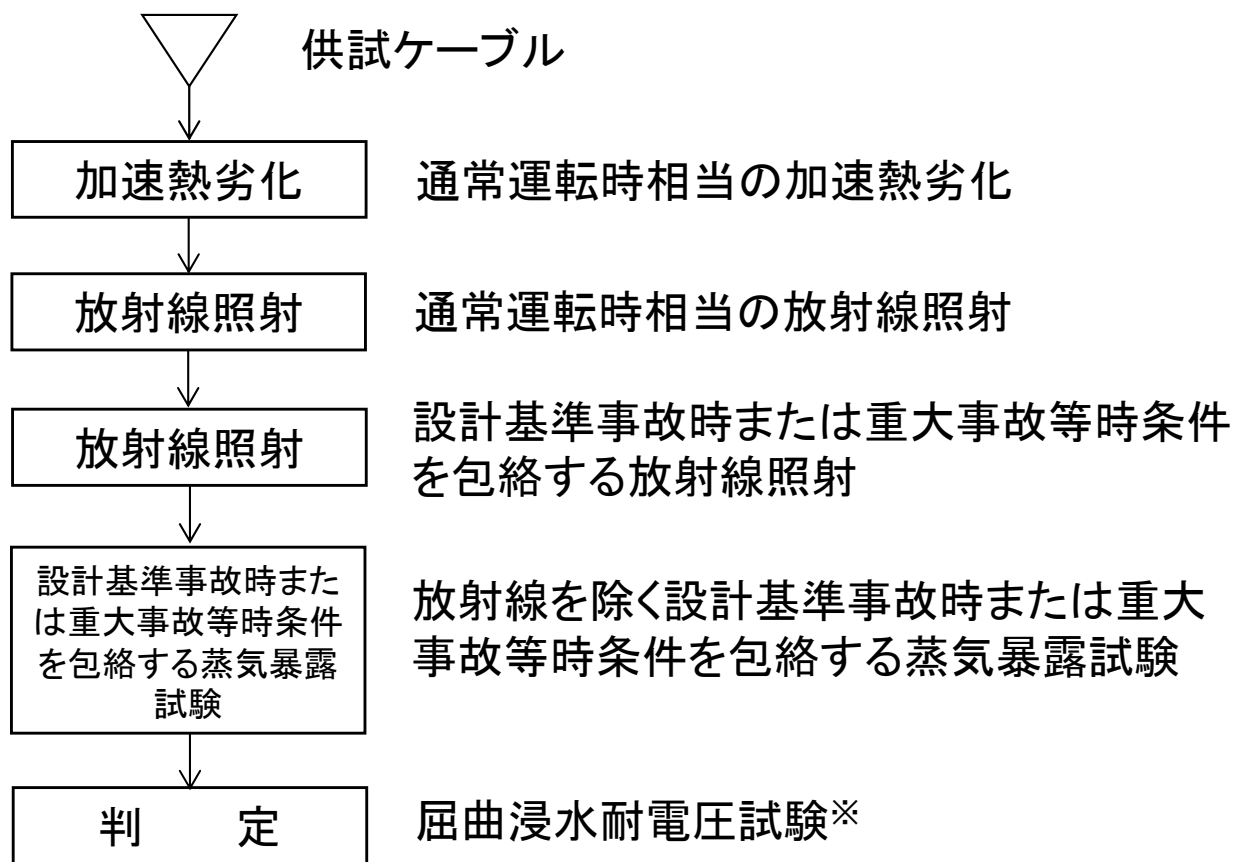 供試ケーブル
加速熱劣化
通常運転時相当の加速熱劣化
放射線照射
通常運転時相当の放射線照射
放射線照射
設計基準事故時または重大事故等時条件
を包絡する放射線照射
設計基準事故時また
は重大事故等時条件
を包絡する蒸気暴露
試験
放射線を除く設計基準事故時または重大
事故等時条件を包絡する蒸気暴露試験
判　　定
屈曲浸水耐電圧試験※